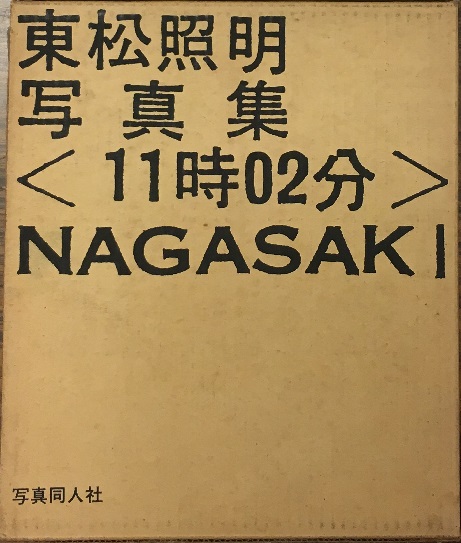 東松照明
写真集
＜11時02分＞
NAGASAKI
写真同人社